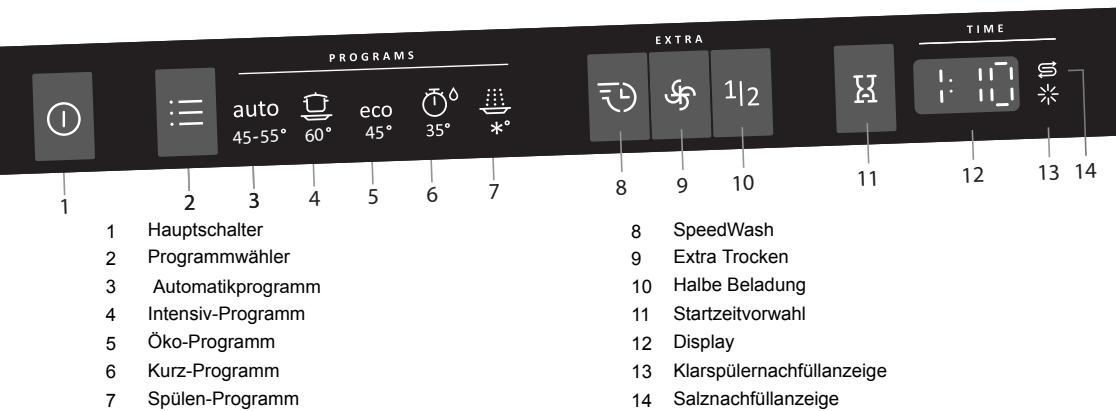 PROGRAMS
EXTRA
TIME
auto
45-55°
60°
eco
45°
35°
1|2
1:10
1 2 3 4 5 6 7 8 9 10 11 12 13 14
1 Hauptschalter
2 Programmwähler
3 Automatikprogramm
4 Intensiv-Programm
5 Öko-Programm
6 Kurz-Programm
7 Spülen-Programm
8 SpeedWash
9 Extra Trocken
10 Halbe Beladung
11 Startzeitvorwahl
12 Display
13 Klarspülernachfüllanzeige
14 Salznachfüllanzeige